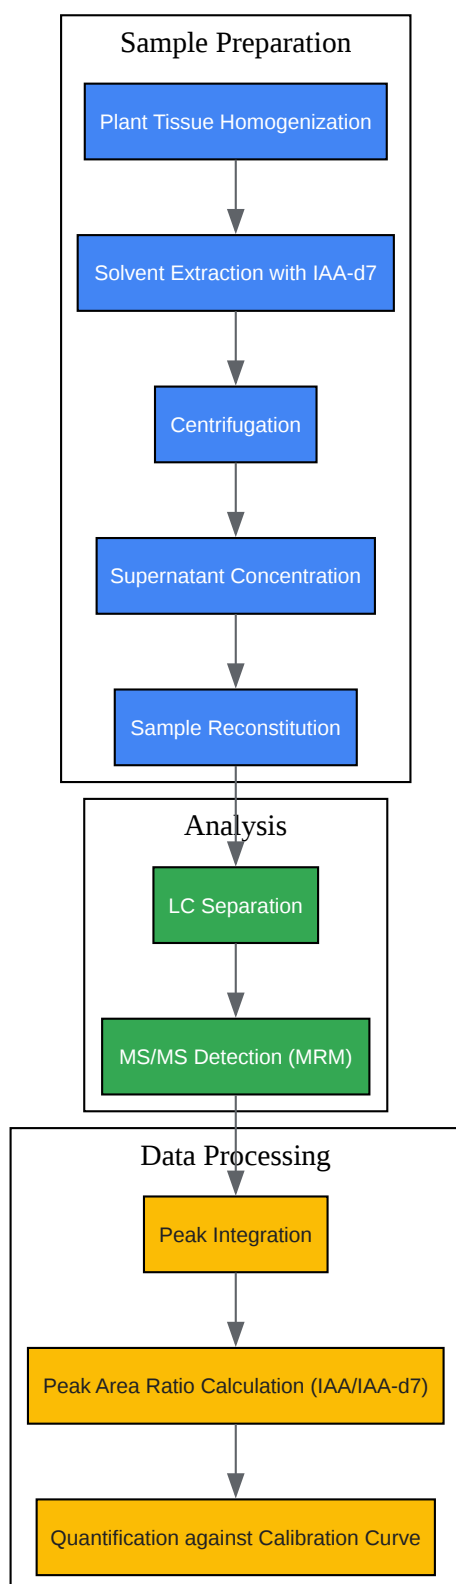 Sample Preparation
Plant Tissue Homogenization
Solvent Extraction with IAA-d7
Centrifugation
Supernatant Concentration
Sample Reconstitution
Analysis
LC Separation
MS/MS Detection (MRM)
Data Processing
Peak Integration
Peak Area Ratio Calculation (IAA/IAA-d7)
Quantification against Calibration Curve